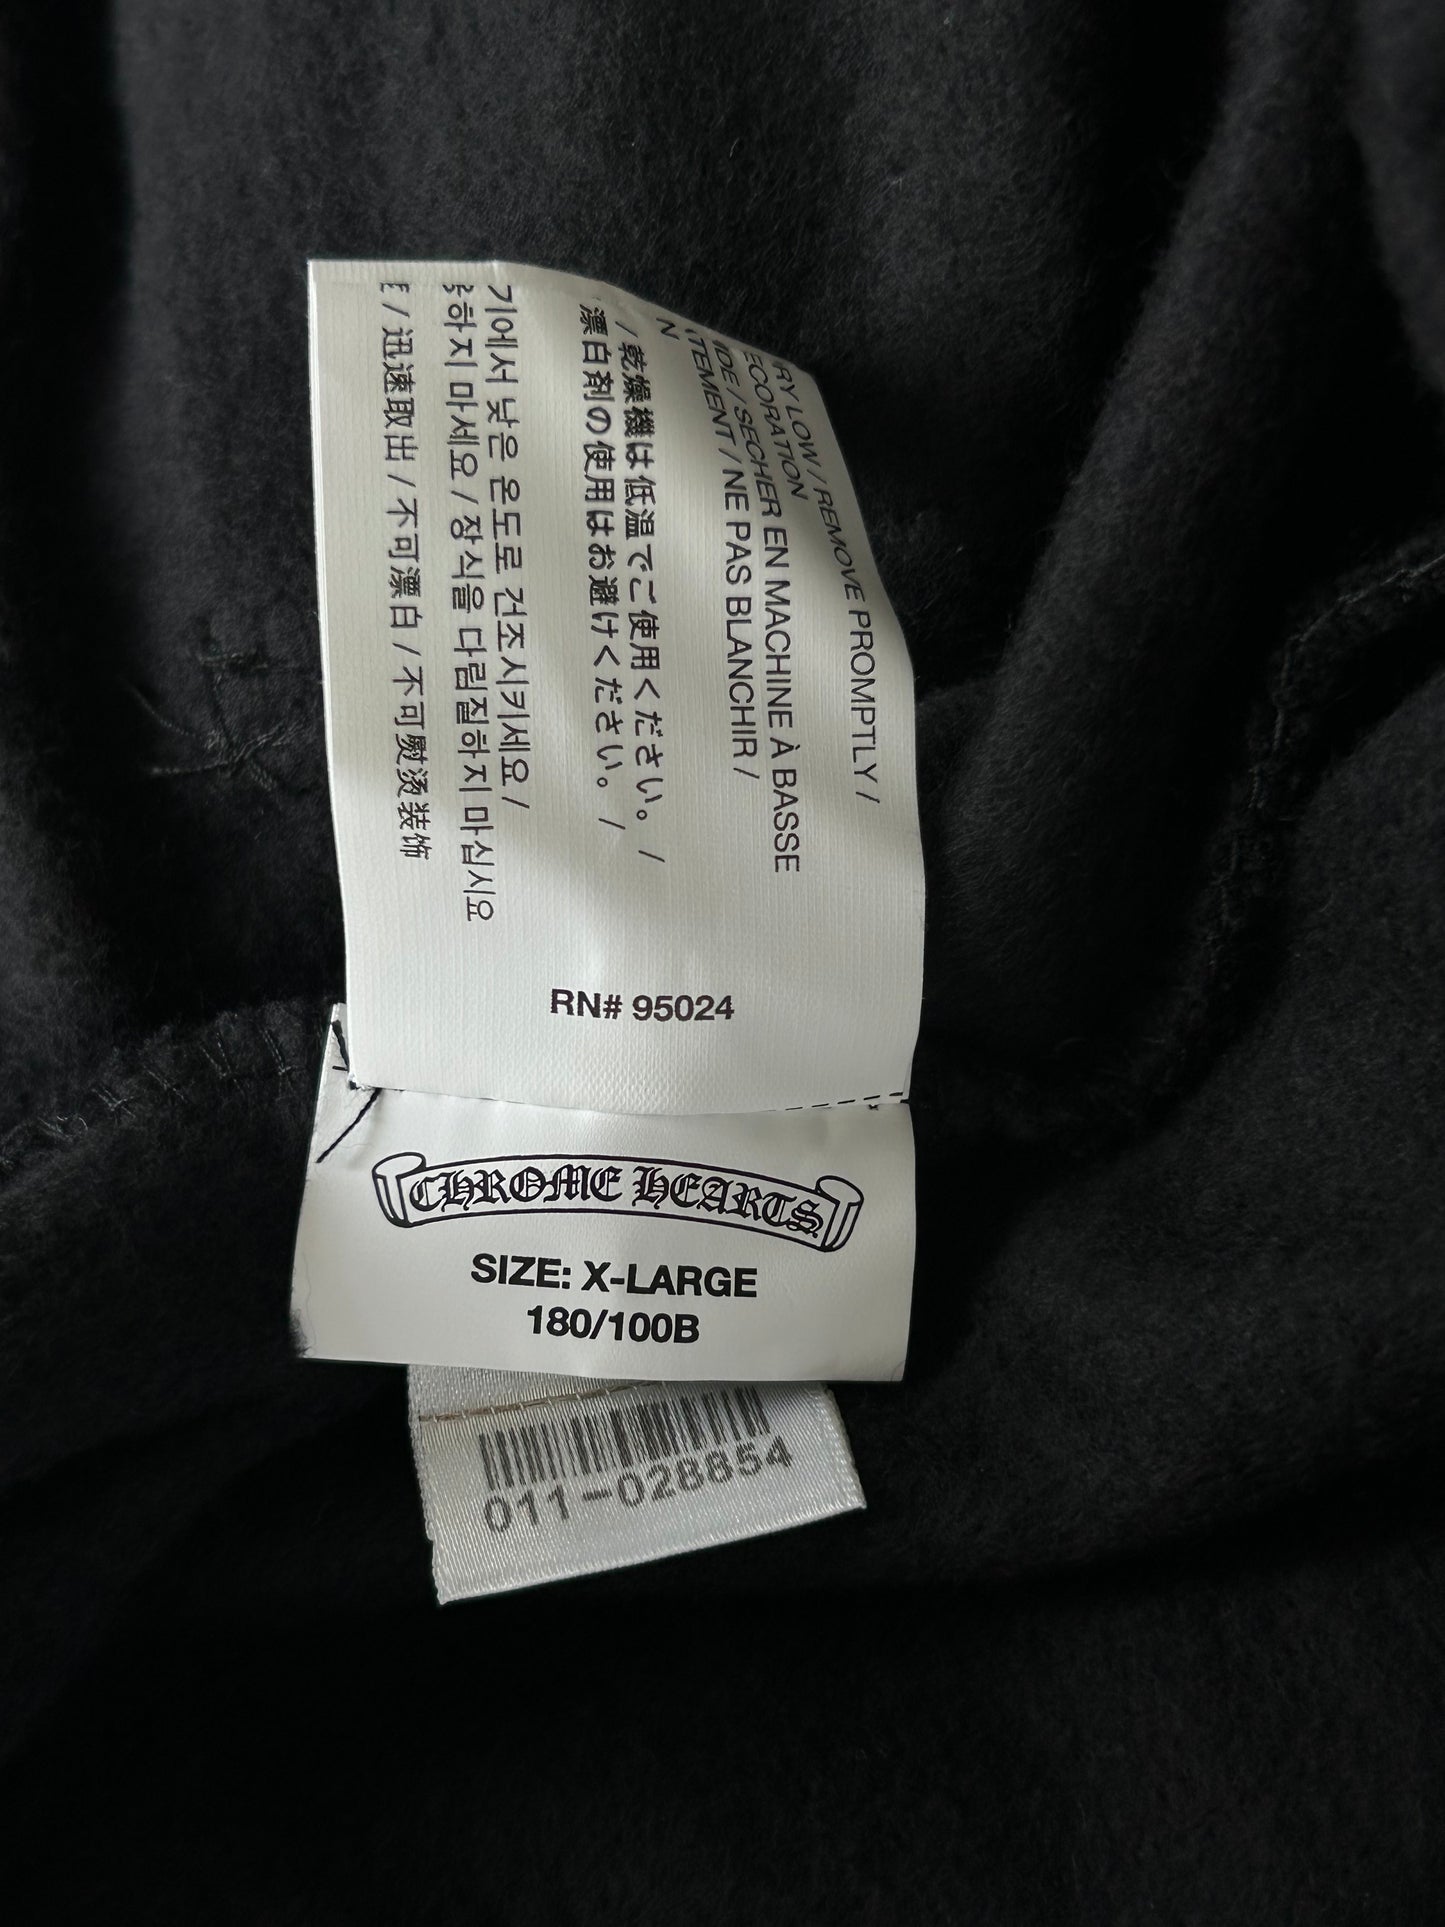 RY LOW / REMOVE PROMPTLY /
ECORATION
IDE / SECHER EN MACHINE À BASSE
TEMENT / NE PAS BLANCHIR /
N
/ 乾燥機は低温でご使用ください。 /
漂白剤の使用はお避けください。 /
기에서 낮은 온도로 건조시키세요 /
하지 마세요 / 장식을 다림질하지 마십시요
/ 迅速取出 / 不可漂白 / 不可熨烫装饰
RN# 95024
CHROME HEARTS
SIZE: X-LARGE
180/100B
011-028854